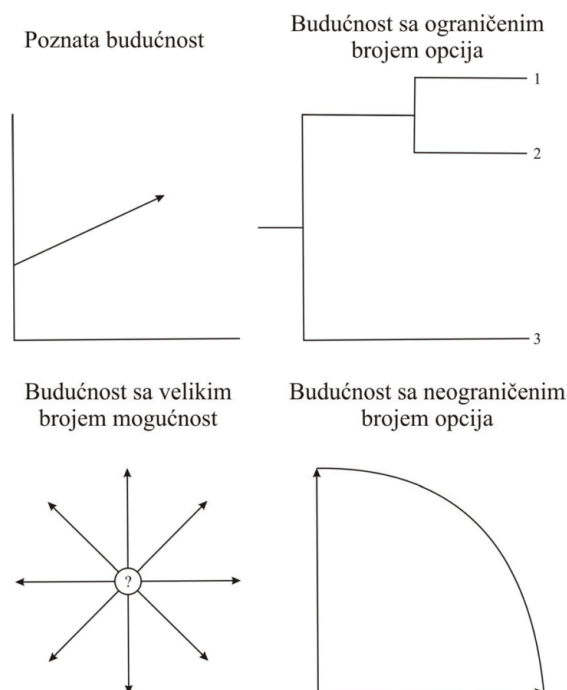 Poznata budućnost
Budućnost sa ograničenim
brojem opcija
1
2
3
Budućnost sa velikim
brojem mogućnost
?
Budućnost sa neograničenim
brojem opcija